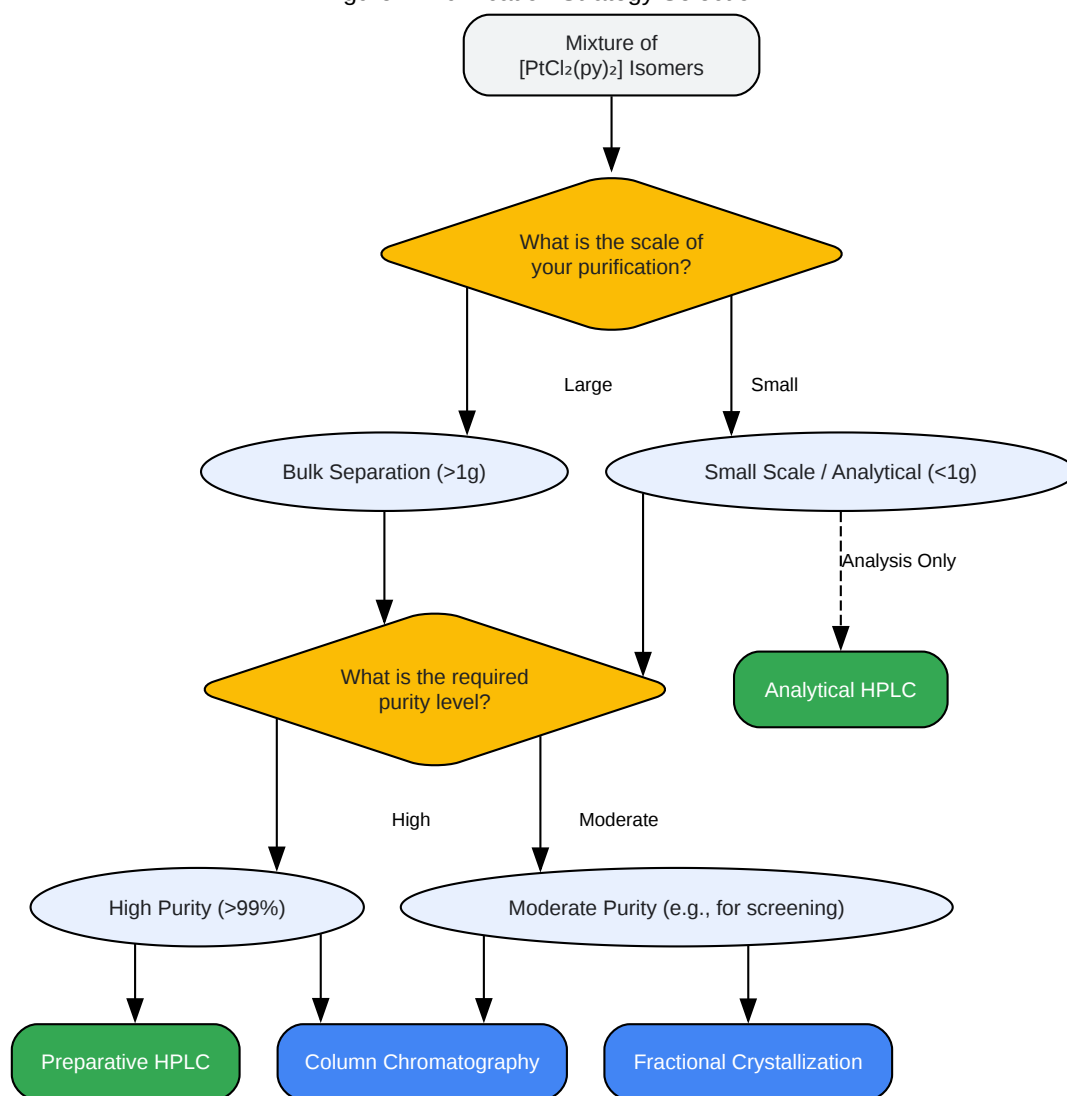 Mixture of
[PtCl₂(py)₂] Isomers
What is the scale of
your purification?
Large
Small
Bulk Separation (>1g)
Small Scale / Analytical (<1g)
Analysis Only
What is the required
purity level?
Analytical HPLC
High
Moderate
High Purity (>99%)
Moderate Purity (e.g., for screening)
Preparative HPLC
Column Chromatography
Fractional Crystallization